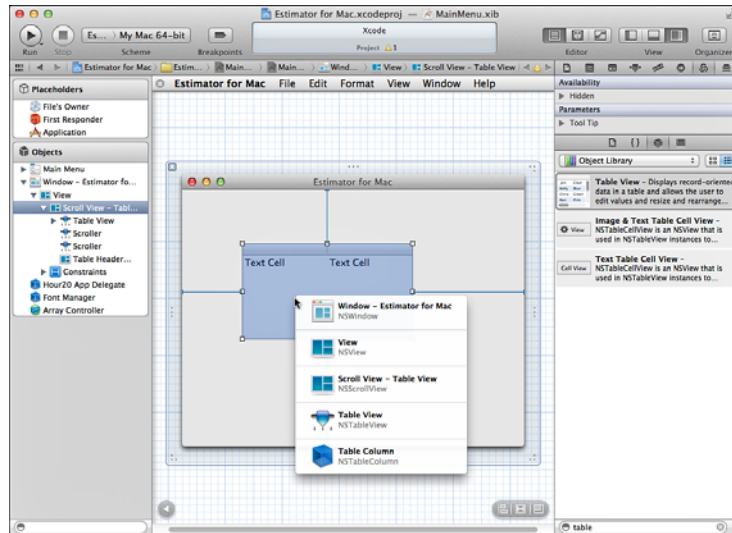 Estimator for Mac.xcodeproj — MainMenu.xib
Run
Stop
Es... My Mac 64-bit
Scheme
Breakpoints
Xcode
Project 1
Editor
View
Organizer
Estimator for Mac
Estim...
Main...
Main...
Wind...
View
Scroll View - Table View
Placeholders
File's Owner
First Responder
Application
Objects
Main Menu
Window - Estimator fo...
View
Scroll View - Tabl...
Table View
Scroller
Scroller
Table Header...
Constraints
Hour20 App Delegate
Font Manager
Array Controller
Estimator for Mac File Edit Format View Window Help
Estimator for Mac
Text Cell Text Cell
Window - Estimator for Mac
NSWindow
View
NSView
Scroll View - Table View
NSScrollView
Table View
NSTableView
Table Column
NSTableColumn
Availability
Hidden
Parameters
Tool Tip
Object Library
Table View - Displays record-oriented
data in a table and allows the user to
edit values and resize and rearrange...
View
Image & Text Table Cell View -
NSTableCellView is an NSView that is
used in NSTableView instances to...
Cell View
Text Table Cell View -
NSTableCellView is an NSView that is
used in NSTableView instances to...
table